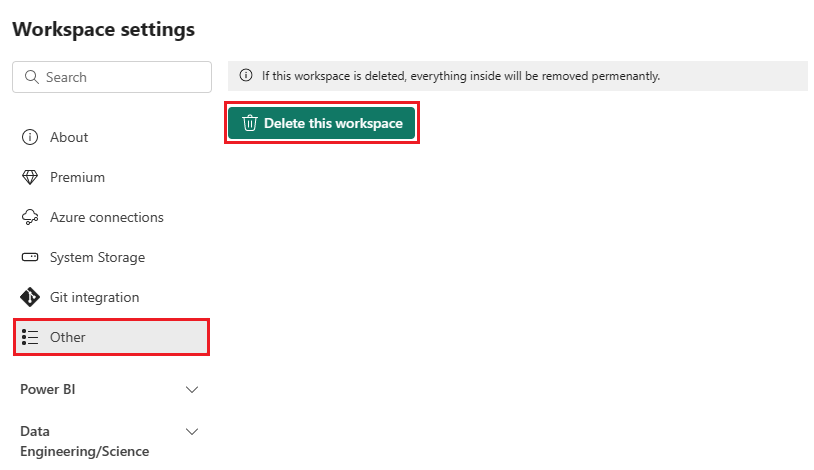 Workspace settings
Search
If this workspace is deleted, everything inside will be removed permenantly.
Delete this workspace
About
Premium
Azure connections
System Storage
Git integration
Other
Power BI
Data
Engineering/Science